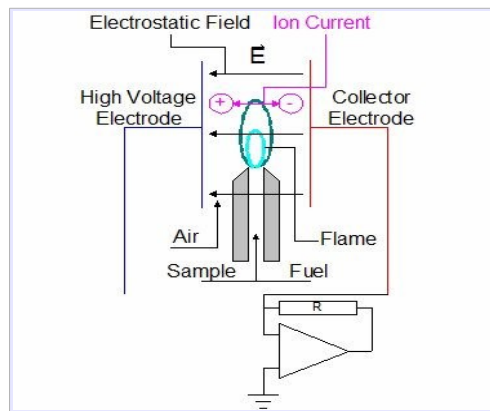 Electrostatic Field
Ion Current
E
High Voltage
Electrode
+
-
Collector
Electrode
Air
Flame
Sample
Fuel
R